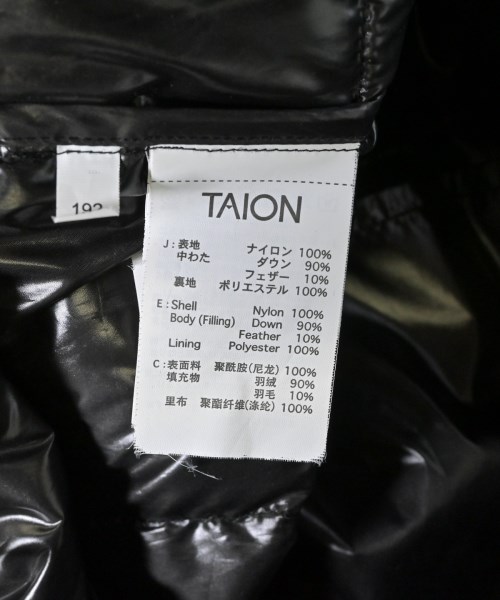 TAION
J : 表地 ナイロン 100%
中わた ダウン 90%
フェザー 10%
裏地 ポリエステル 100%
E : Shell Nylon 100%
Body (Filling) Down 90%
Feather 10%
Lining Polyester 100%
C : 表面料 聚酰胺(尼龙) 100%
填充物 羽绒 90%
羽毛 10%
里布 聚酯纤维(涤纶) 100%